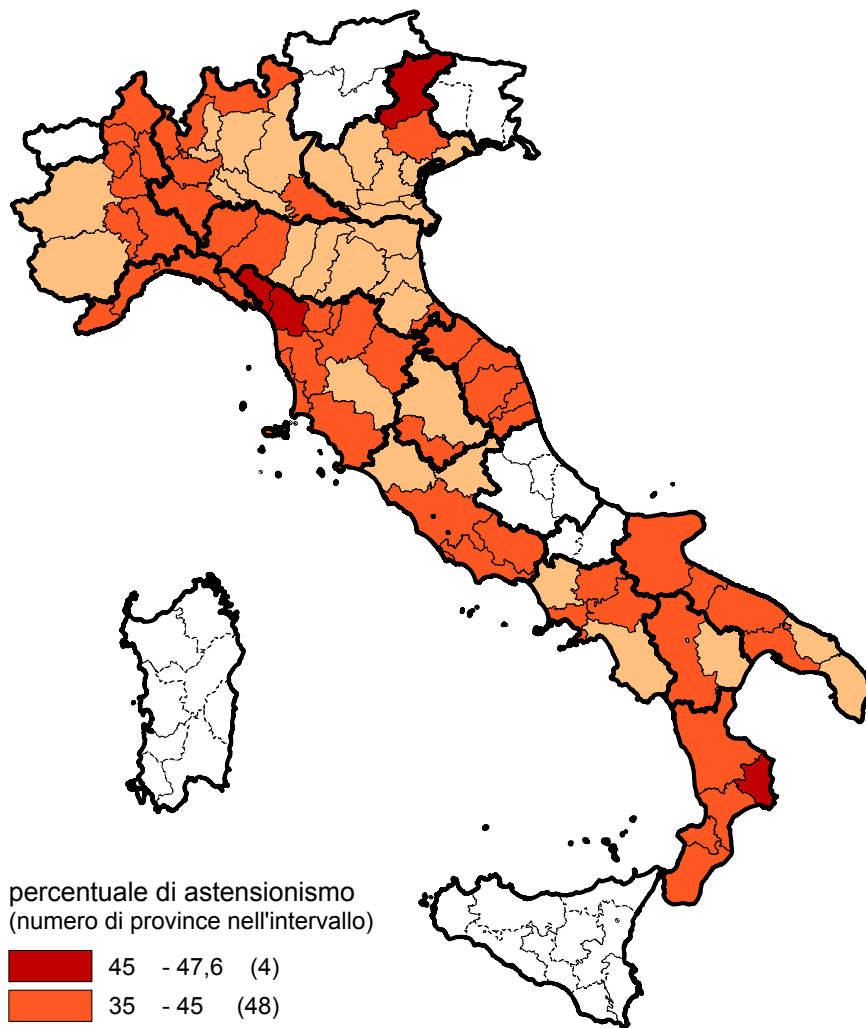 percentuale di astensionismo
(numero di province nell'intervallo)
45 - 47,6 (4)
35 - 45 (48)